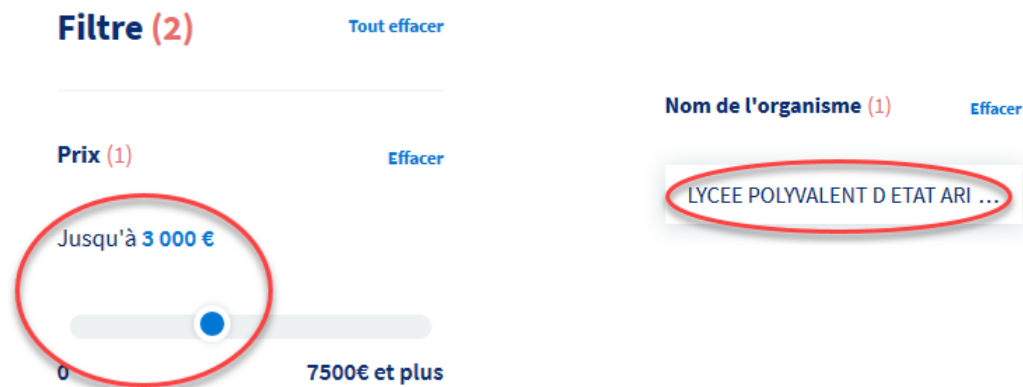 Filtre (2)
Tout effacer
Prix (1)
Effacer
Jusqu'à 3 000 €
0
7500€ et plus
Nom de l'organisme (1)
Effacer
LYCEE POLYVALENT D ETAT ARI ...